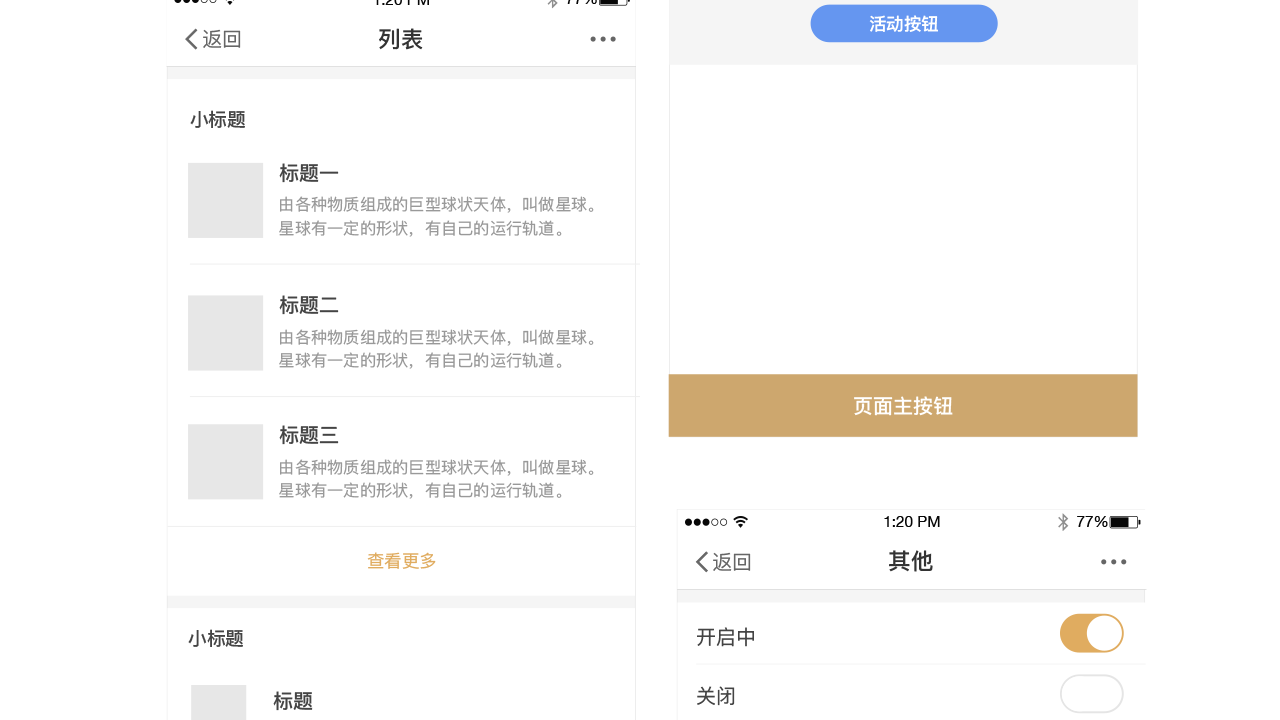 返回
列表
小标题
标题一
由各种物质组成的巨型球状天体，叫做星球。
星球有一定的形状，有自己的运行轨道。
标题二
由各种物质组成的巨型球状天体，叫做星球。
星球有一定的形状，有自己的运行轨道。
标题三
由各种物质组成的巨型球状天体，叫做星球。
星球有一定的形状，有自己的运行轨道。
查看更多
小标题
标题
活动按钮
页面主按钮
1:20 PM
77%
返回
其他
开启中
关闭